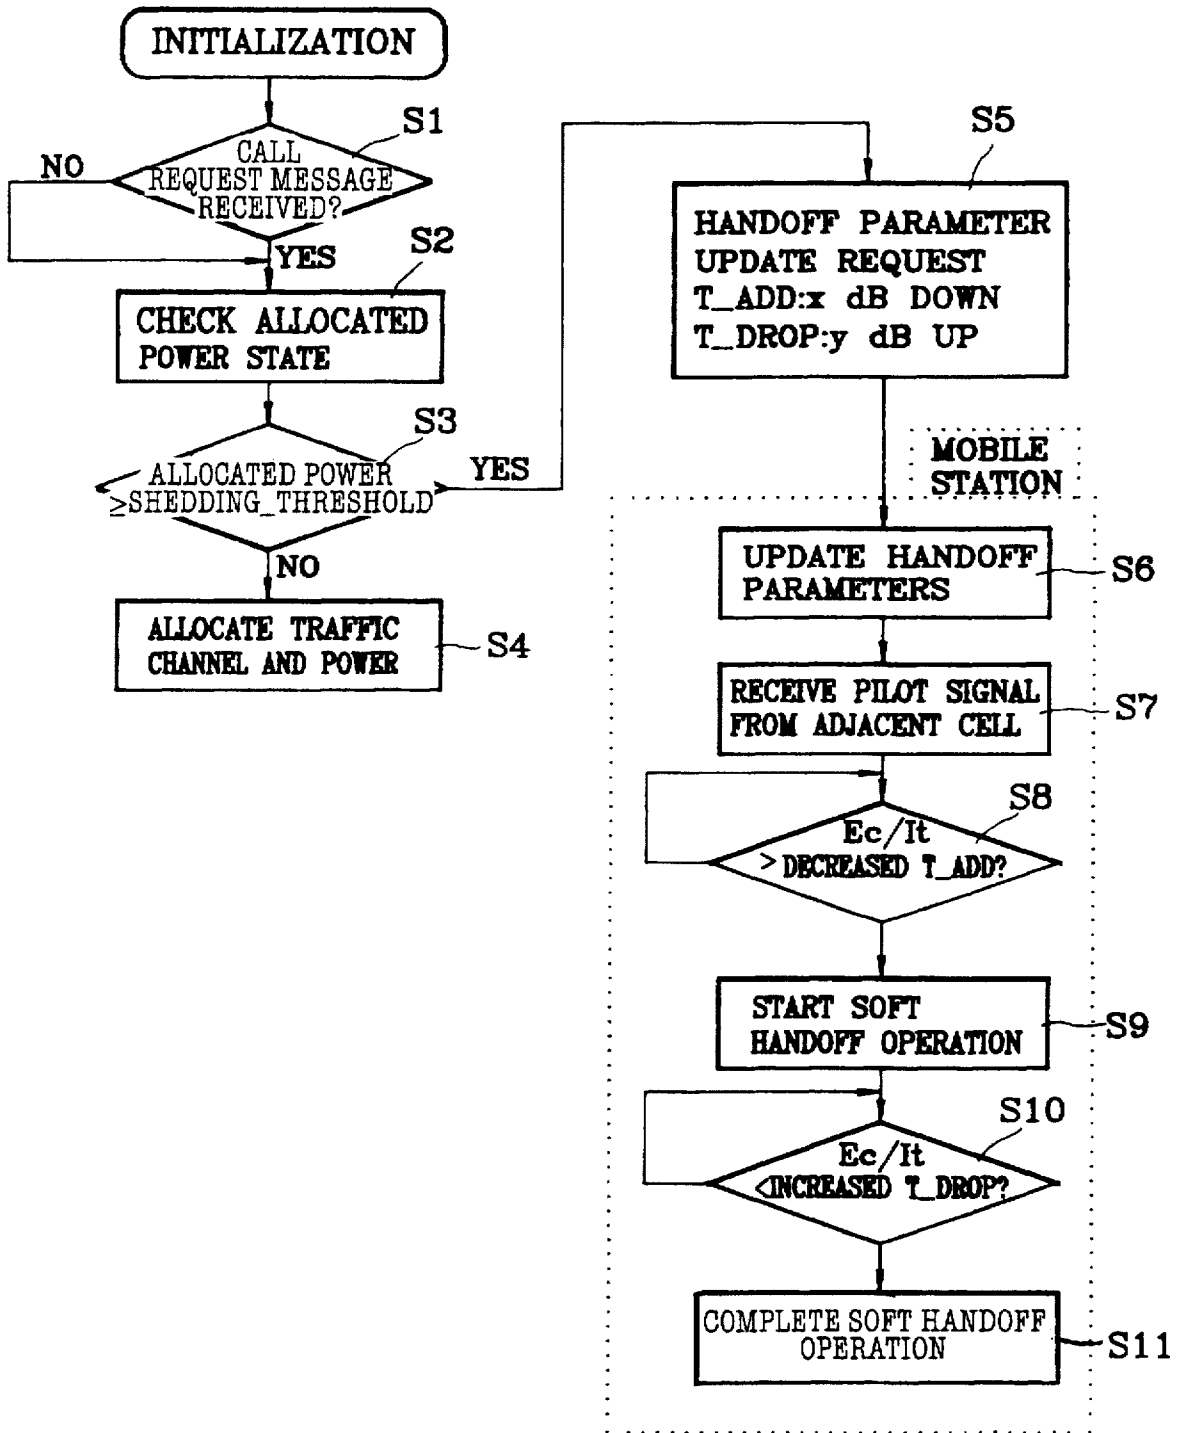 INITIALIZATION
S1
CALL
REQUEST MESSAGE
RECEIVED?
NO
YES
S2
CHECK ALLOCATED
POWER STATE
S3
ALLOCATED POWER
≥SHEDDING_THRESHOLD
YES
NO
ALLOCATE TRAFFIC
CHANNEL AND POWER
S4
S5
HANDOFF PARAMETER
UPDATE REQUEST
T_ADD:x dB DOWN
T_DROP:y dB UP
MOBILE
STATION
UPDATE HANDOFF
PARAMETERS
S6
RECEIVE PILOT SIGNAL
FROM ADJACENT CELL
S7
S8
Ec/It
> DECREASED T_ADD?
START SOFT
HANDOFF OPERATION
S9
S10
Ec/It
<INCREASED T_DROP?
COMPLETE SOFT HANDOFF
OPERATION
S11